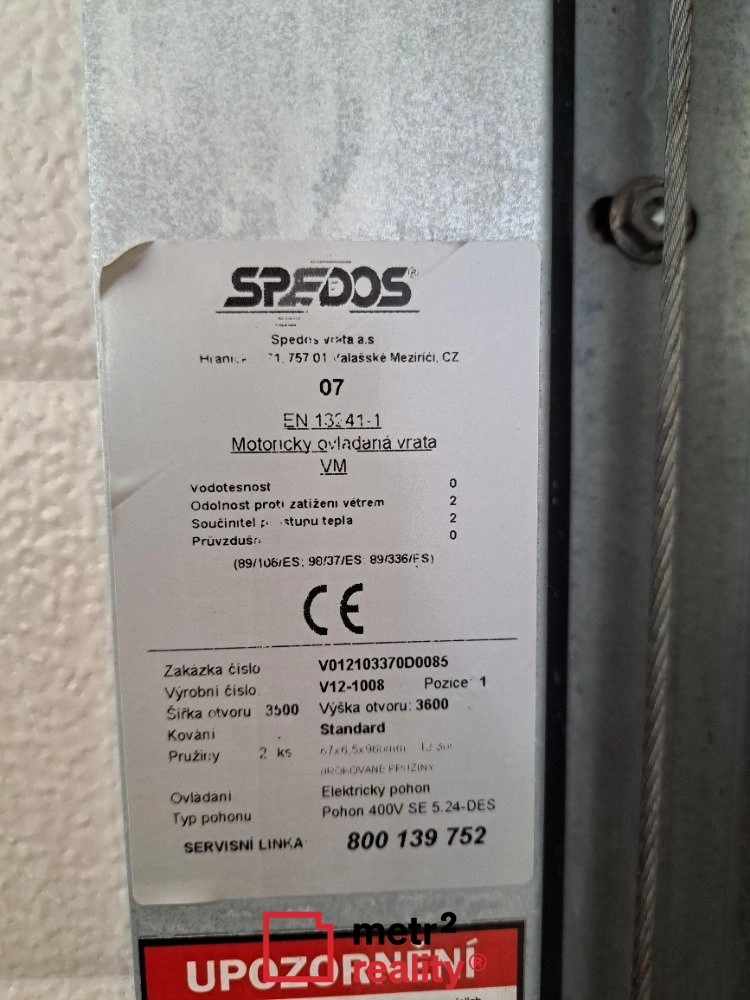 SPEDOS®
Spedos vrata a.s
757 01 Valašské Meziříčí, CZ
07
EN 13241-1
Motoricky ovládaná vrata
VM
Vodotesnost 0
Odolnost proti zatížení větrem 2
Součinitel prostupu tepla 2
0
(89/106/ES; 98/37/ES 89/336/ES)
CE
Zakázka číslo V012103370D0085
Výrobní číslo V12-1008 Pozice 1
Šířka otvoru 3500 Výška otvoru: 3600
Kování Standard
Pružiny 2 ks
BROKOVANÉ PRUŽINY
Ovládání Elektrický pohon
Typ pohonu Pohon 400V SE 5.24-DES
SERVISNÍ LINKA 800 139 752
metr2
reality®
UPOZORNĚNÍ